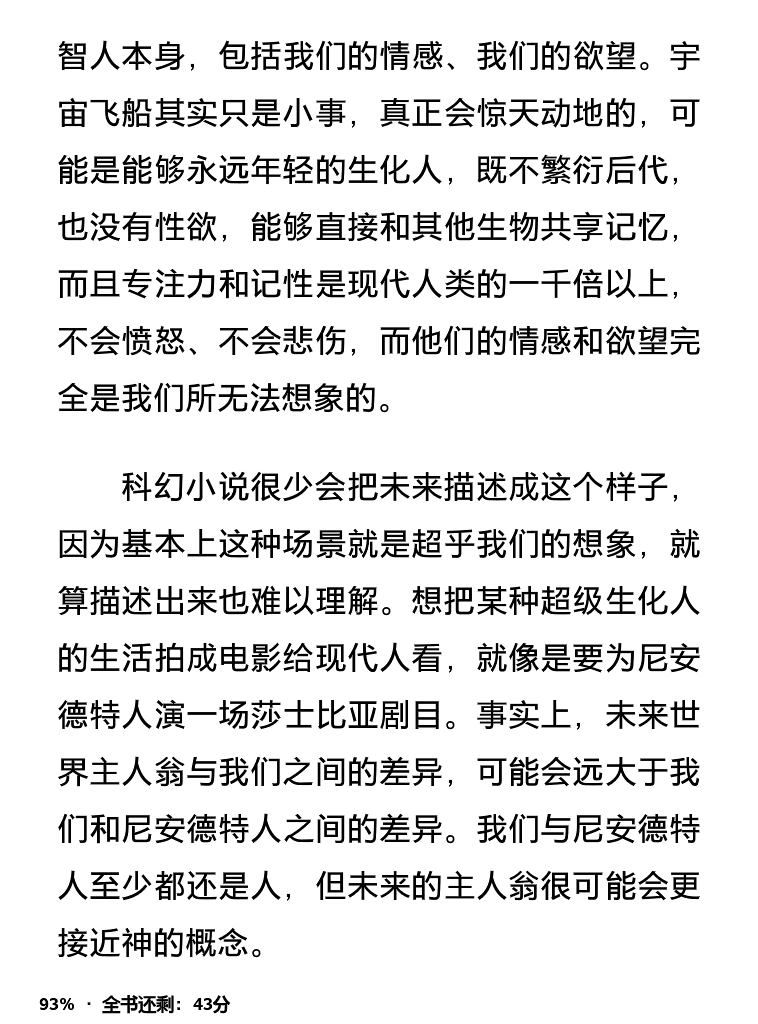 智人本身，包括我们的情感、我们的欲望。宇
宙飞船其实只是小事，真正会惊天动地的，可
能是能够永远年轻的生化人，既不繁衍后代，
也没有性欲，能够直接和其他生物共享记忆，
而且专注力和记性是现代人类的一千倍以上，
不会愤怒、不会悲伤，而他们的情感和欲望完
全是我们所无法想象的。
科幻小说很少会把未来描述成这个样子，
因为基本上这种场景就是超乎我们的想象，就
算描述出来也难以理解。想把某种超级生化人
的生活拍成电影给现代人看，就像是要为尼安
德特人演一场莎士比亚剧目。事实上，未来世
界主人翁与我们之间的差异，可能会远大于我
们和尼安德特人之间的差异。我们与尼安德特
人至少都还是人，但未来的主人翁很可能会更
接近神的概念。
93% · 全书还剩：43分